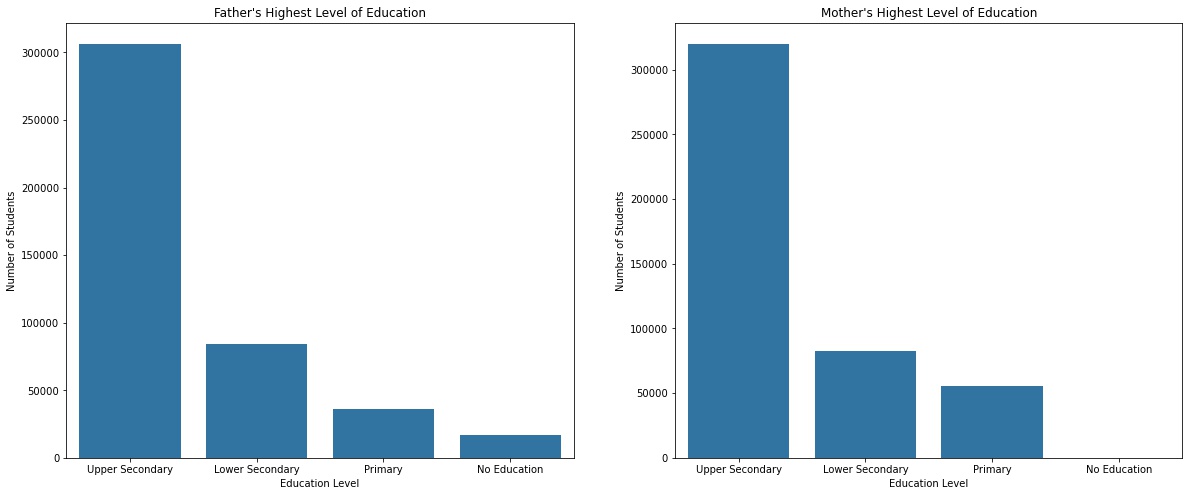 Father's Highest Level of Education
300000
250000
200000
150000
100000
50000
0
Number of Students
Upper Secondary Lower Secondary Primary No Education
Education Level
Mother's Highest Level of Education
300000
250000
200000
150000
100000
50000
0
Number of Students
Upper Secondary Lower Secondary Primary No Education
Education Level